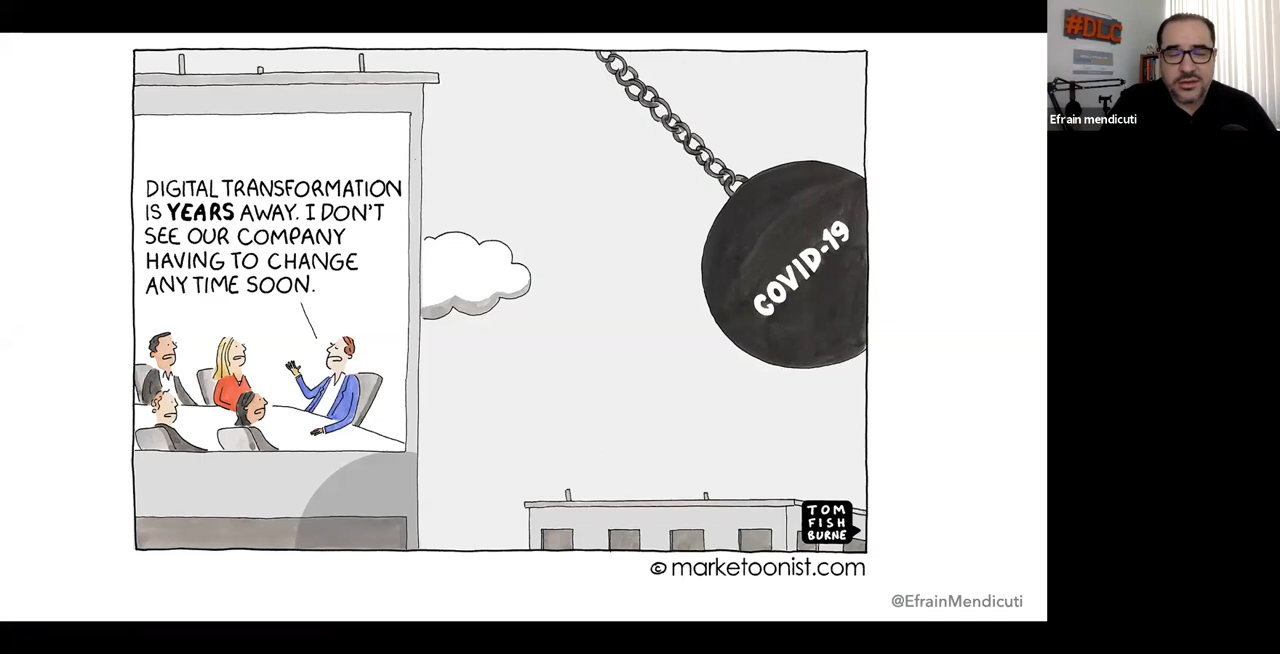 DIGITAL TRANSFORMATION
IS YEARS AWAY. I DON'T
SEE OUR COMPANY
HAVING TO CHANGE
ANY TIME SOON.
COVID-19
TOM
FISH
BURNE
© marketoonist.com
@EfrainMendicuti
#DLC
Efrain mendicuti